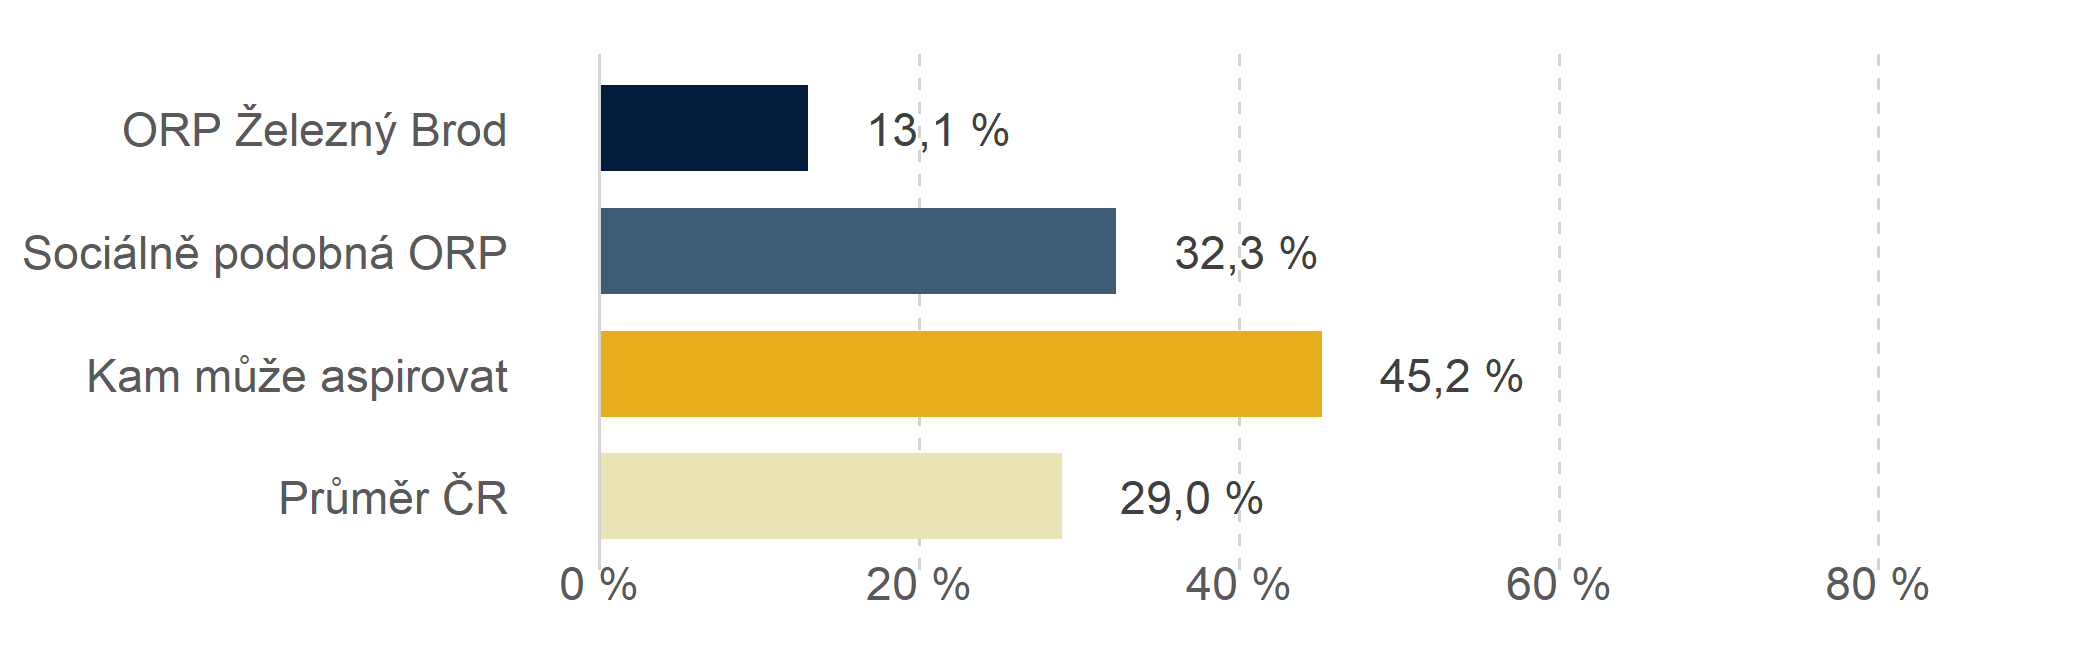 ORP Železný Brod
13,1 %
Sociálně podobná ORP
32,3 %
Kam může aspirovat
45,2 %
Průměr ČR
29,0 %
0 %
20 %
40 %
60 %
80 %